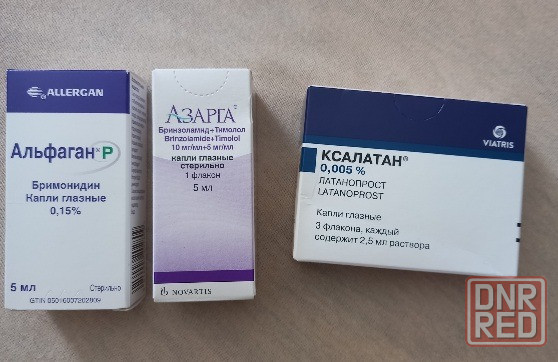 ALLERGAN
Альфаган® P
Бримонидин
Капли глазные
0,15%
5 мл
Стерильно
GTIN 05016007202809
АЗАРГА®
Бринзоламид+Тимолол
Brinzolamide+Timolol
10 мг/мл+5 мг/мл
капли глазные
стерильно
1 флакон
5 мл
NOVARTIS
VIATRIS
КСАЛАТАН®
0,005 %
ЛАТАНОПРОСТ
LATANOPROST
Капли глазные
3 флакона, каждый
содержит 2,5 мл раствора
DNR
RED